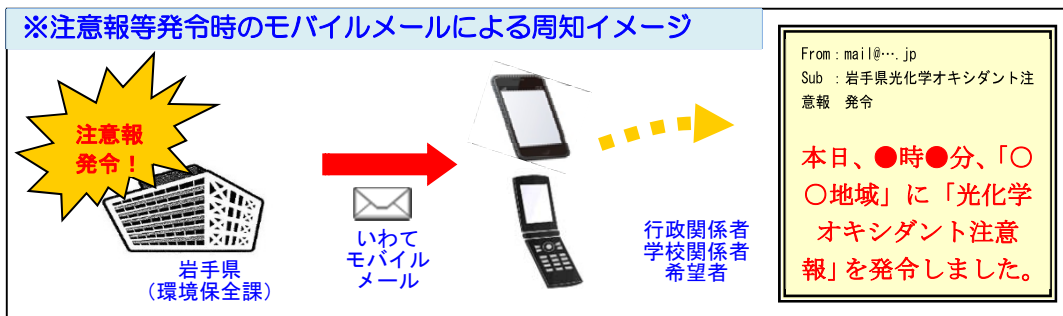 ※注意報等発令時のモバイルメールによる周知イメージ
注意報
発令！
岩手県
（環境保全課）
いわて
モバイル
メール
行政関係者
学校関係者
希望者
From：mail@….jp
Sub ：岩手県光化学オキシダント注
意報　発令
本日、●時●分、「○
○地域」に「光化学
オキシダント注意
報」を発令しました。